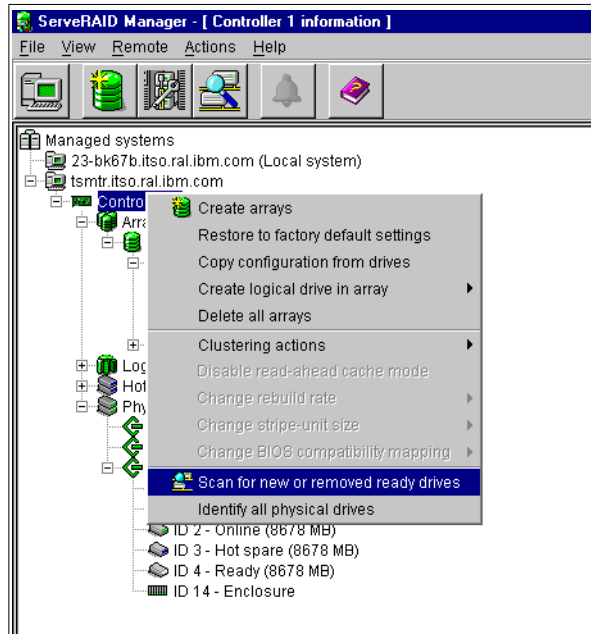 ServeRAID Manager - [ Controller 1 information ]
File View Remote Actions Help
Managed systems
23-bk67b.itso.ral.ibm.com (Local system)
tsmtr.itso.ral.ibm.com
Contro
Create arrays
Arra
Restore to factory default settings
Copy configuration from drives
Create logical drive in array
Delete all arrays
Clustering actions
Log
Disable read-ahead cache mode
Hot
Change rebuild rate
Phy
Change stripe-unit size
Change BIOS compatibility mapping
Scan for new or removed ready drives
Identify all physical drives
ID 2 - Online (8678 MB)
ID 3 - Hot spare (8678 MB)
ID 4 - Ready (8678 MB)
ID 14 - Enclosure